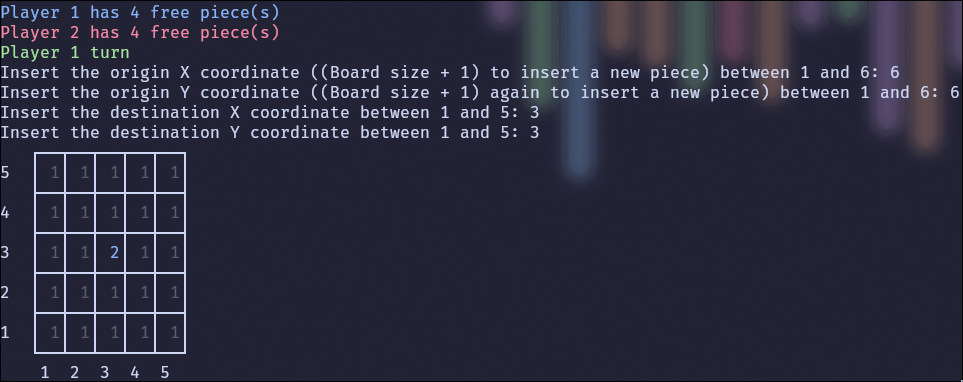 Player 1 has 4 free piece(s)
Player 2 has 4 free piece(s)
Player 1 turn
Insert the origin X coordinate ((Board size + 1) to insert a new piece) between 1 and 6: 6
Insert the origin Y coordinate ((Board size + 1) again to insert a new piece) between 1 and 6: 6
Insert the destination X coordinate between 1 and 5: 3
Insert the destination Y coordinate between 1 and 5: 3
5 1 1 1 1 1
4 1 1 1 1 1
3 1 1 2 1 1
2 1 1 1 1 1
1 1 1 1 1 1
1 2 3 4 5